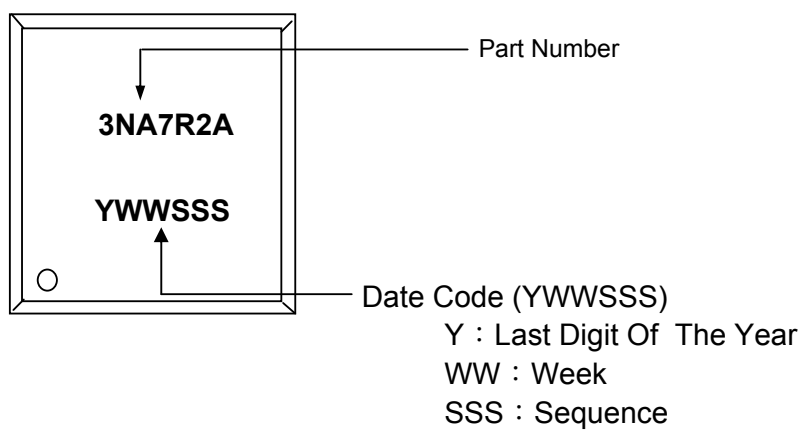 Part Number
3NA7R2A
YWWSSS
Date Code (YWWSSS)
Y：Last Digit Of The Year
WW：Week
SSS：Sequence